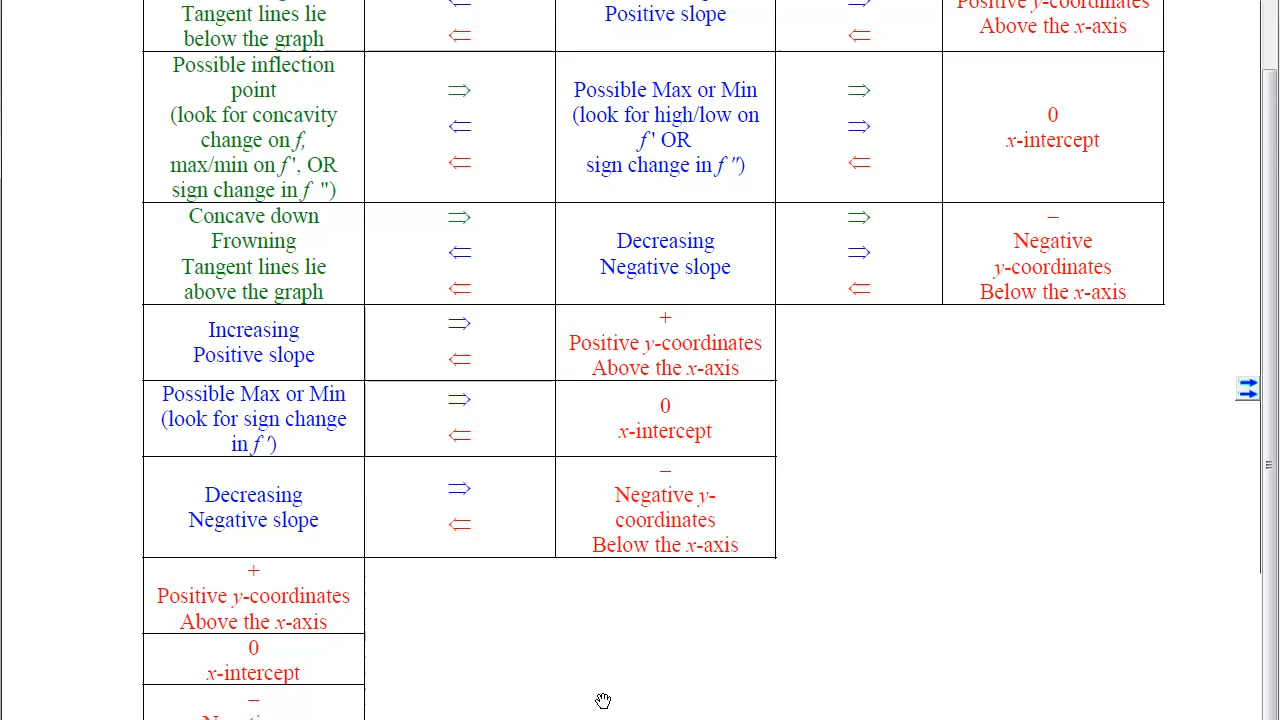 Tangent lines lie
below the graph
⇐
⇐
Positive slope
⇒
⇐
Positive y-coordinates
Above the x-axis
Possible inflection
point
(look for concavity
change on f,
max/min on f ', OR
sign change in f ")
⇒
⇐
⇐
Possible Max or Min
(look for high/low on
f ' OR
sign change in f ")
⇒
⇒
⇐
0
x-intercept
Concave down
Frowning
Tangent lines lie
above the graph
⇒
⇐
⇐
Decreasing
Negative slope
⇒
⇒
⇐
–
Negative
y-coordinates
Below the x-axis
Increasing
Positive slope
⇒
⇐
+
Positive y-coordinates
Above the x-axis
Possible Max or Min
(look for sign change
in f ')
⇒
⇐
0
x-intercept
Decreasing
Negative slope
⇒
⇐
–
Negative y-
coordinates
Below the x-axis
+
Positive y-coordinates
Above the x-axis
0
x-intercept
–